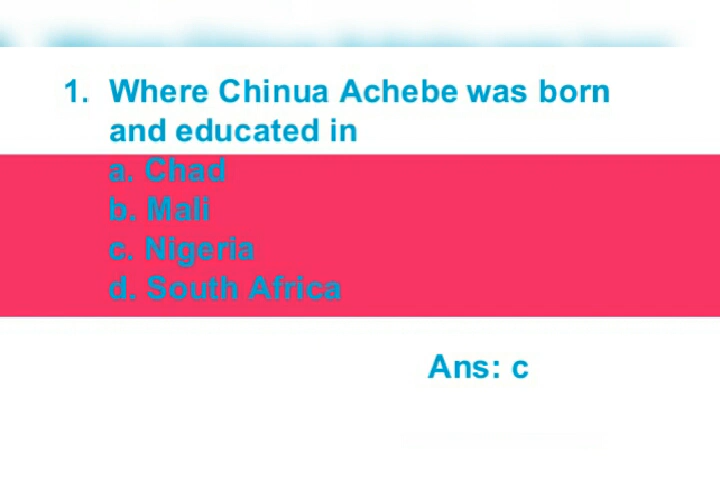 1. Where Chinua Achebe was born
and educated in
a. Chad
b. Mali
c. Nigeria
d. South Africa
Ans: c